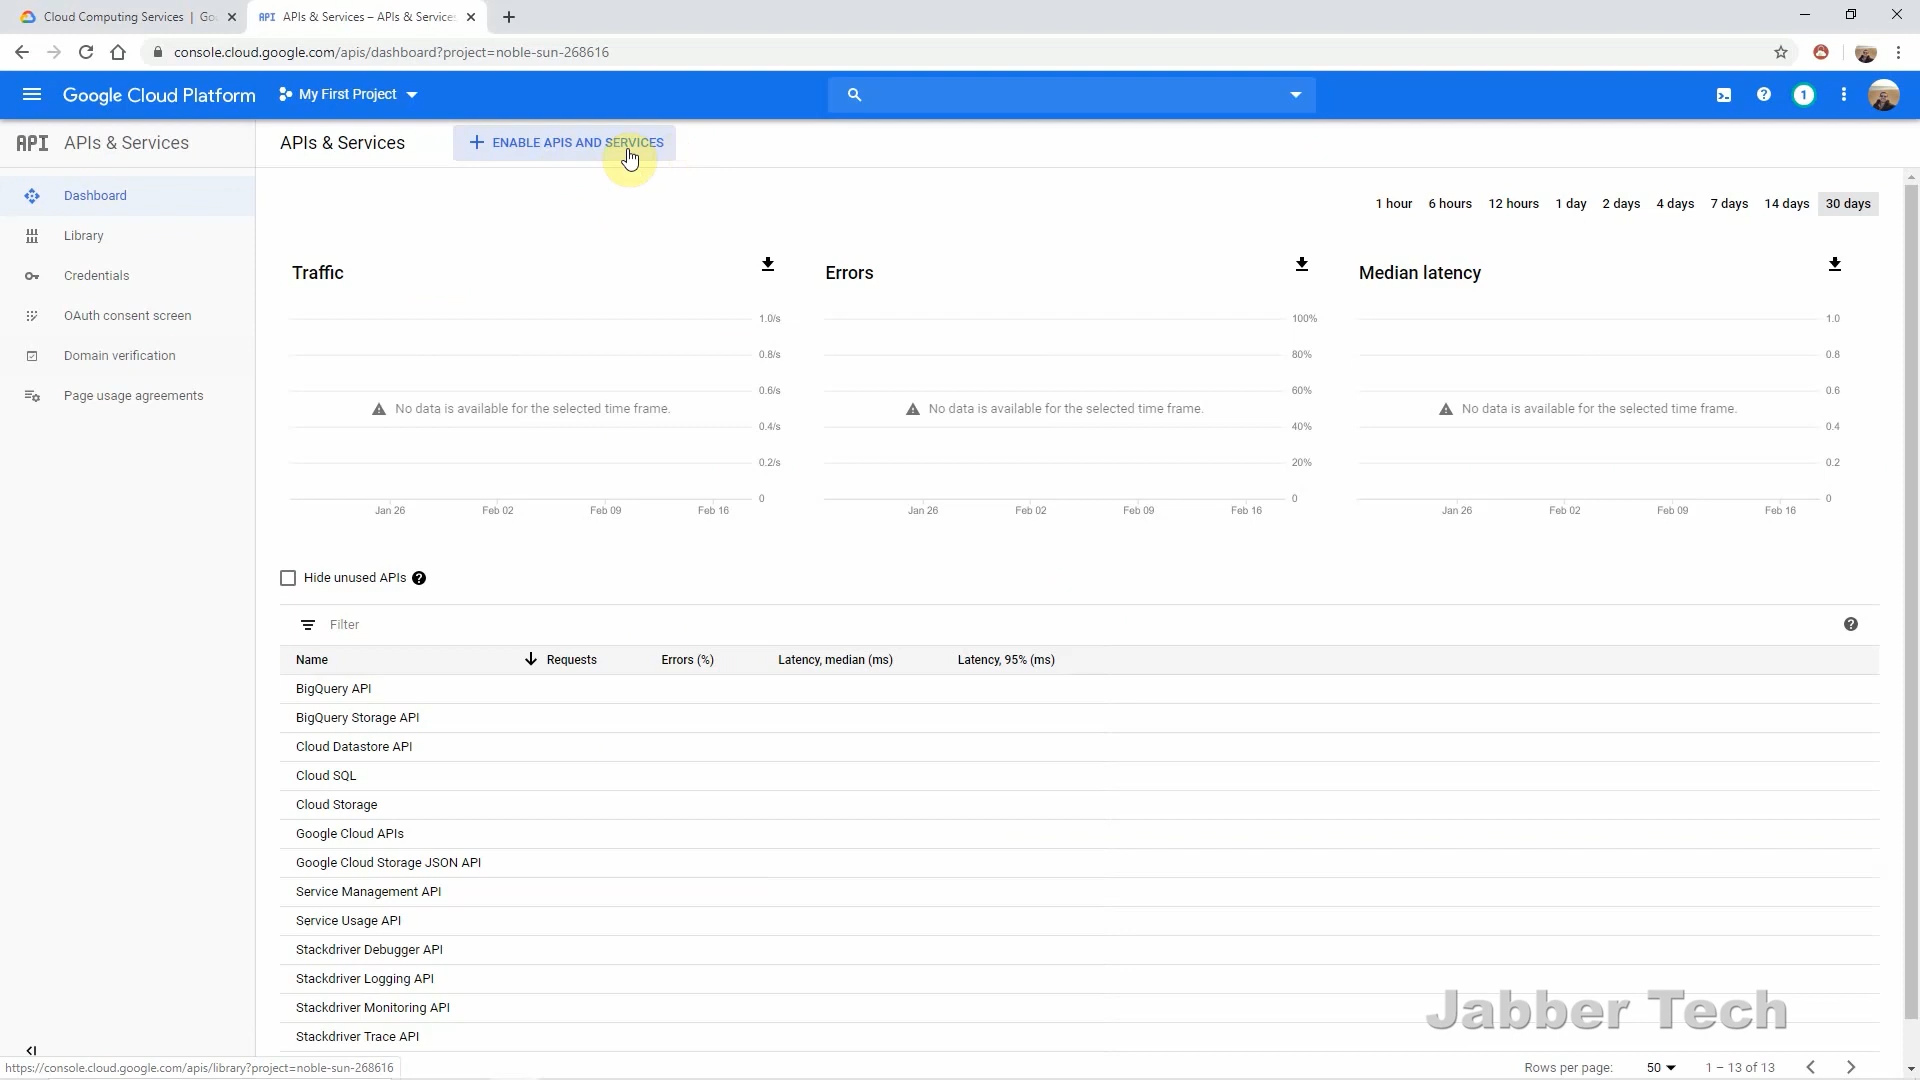 Cloud Computing Services | Go
API APIs & Services – APIs & Services
console.cloud.google.com/apis/dashboard?project=noble-sun-268616
Google Cloud Platform
My First Project
1
API APIs & Services
APIs & Services
ENABLE APIS AND SERVICES
Dashboard
Library
Credentials
OAuth consent screen
Domain verification
Page usage agreements
1 hour 6 hours 12 hours 1 day 2 days 4 days 7 days 14 days 30 days
Traffic
1.0/s
0.8/s
0.6/s
No data is available for the selected time frame.
0.4/s
0.2/s
0
Jan 26 Feb 02 Feb 09 Feb 16
Errors
100%
80%
60%
No data is available for the selected time frame.
40%
20%
0
Jan 26 Feb 02 Feb 09 Feb 16
Median latency
1.0
0.8
0.6
No data is available for the selected time frame.
0.4
0.2
0
Jan 26 Feb 02 Feb 09 Feb 16
Hide unused APIs
Filter
Name Requests Errors (%) Latency, median (ms) Latency, 95% (ms)
BigQuery API
BigQuery Storage API
Cloud Datastore API
Cloud SQL
Cloud Storage
Google Cloud APIs
Google Cloud Storage JSON API
Service Management API
Service Usage API
Stackdriver Debugger API
Stackdriver Logging API
Stackdriver Monitoring API
Stackdriver Trace API
Jabber Tech
https://console.cloud.google.com/apis/library?project=noble-sun-268616
Rows per page: 50 1 – 13 of 13